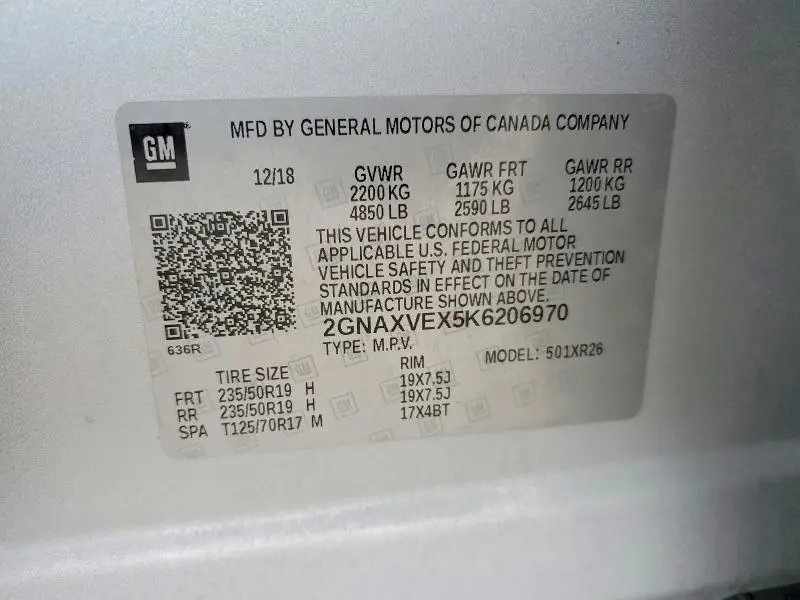 GM
MFD BY GENERAL MOTORS OF CANADA COMPANY
12/18
GVWR
2200 KG
4850 LB
GAWR FRT
1175 KG
2590 LB
GAWR RR
1200 KG
2645 LB
THIS VEHICLE CONFORMS TO ALL
APPLICABLE U.S. FEDERAL MOTOR
VEHICLE SAFETY AND THEFT PREVENTION
STANDARDS IN EFFECT ON THE DATE OF
MANUFACTURE SHOWN ABOVE.
2GNAXVEX5K6206970
636R
TYPE: M.P.V.
MODEL: 501XR26
TIRE SIZE RIM
FRT 235/50R19 H 19X7.5J
RR 235/50R19 H 19X7.5J
SPA T125/70R17 M 17X4BT